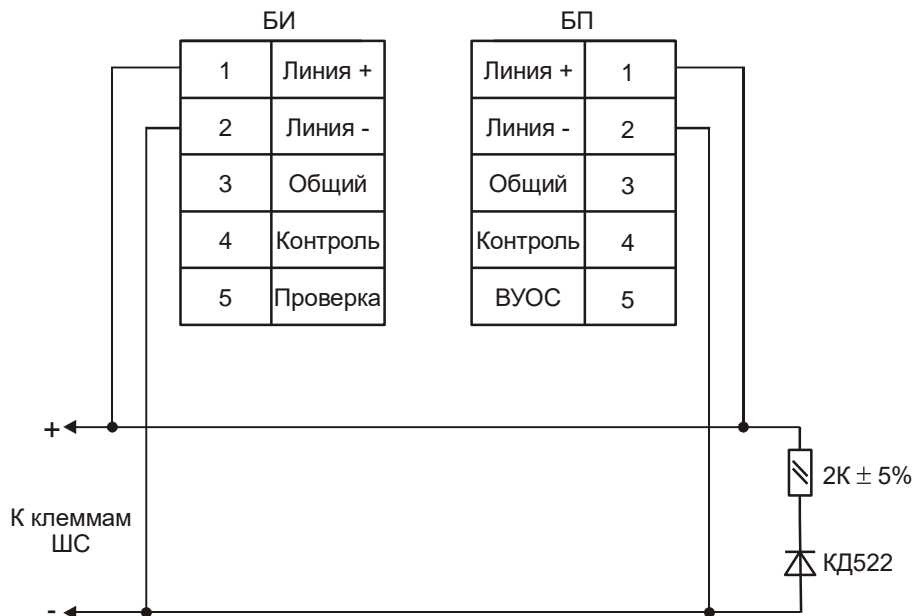 БИ
1 Линия +
2 Линия -
3 Общий
4 Контроль
5 Проверка
БП
Линия + 1
Линия - 2
Общий 3
Контроль 4
ВУОС 5
+
2К ± 5%
К клеммам
ШС
КД522
-